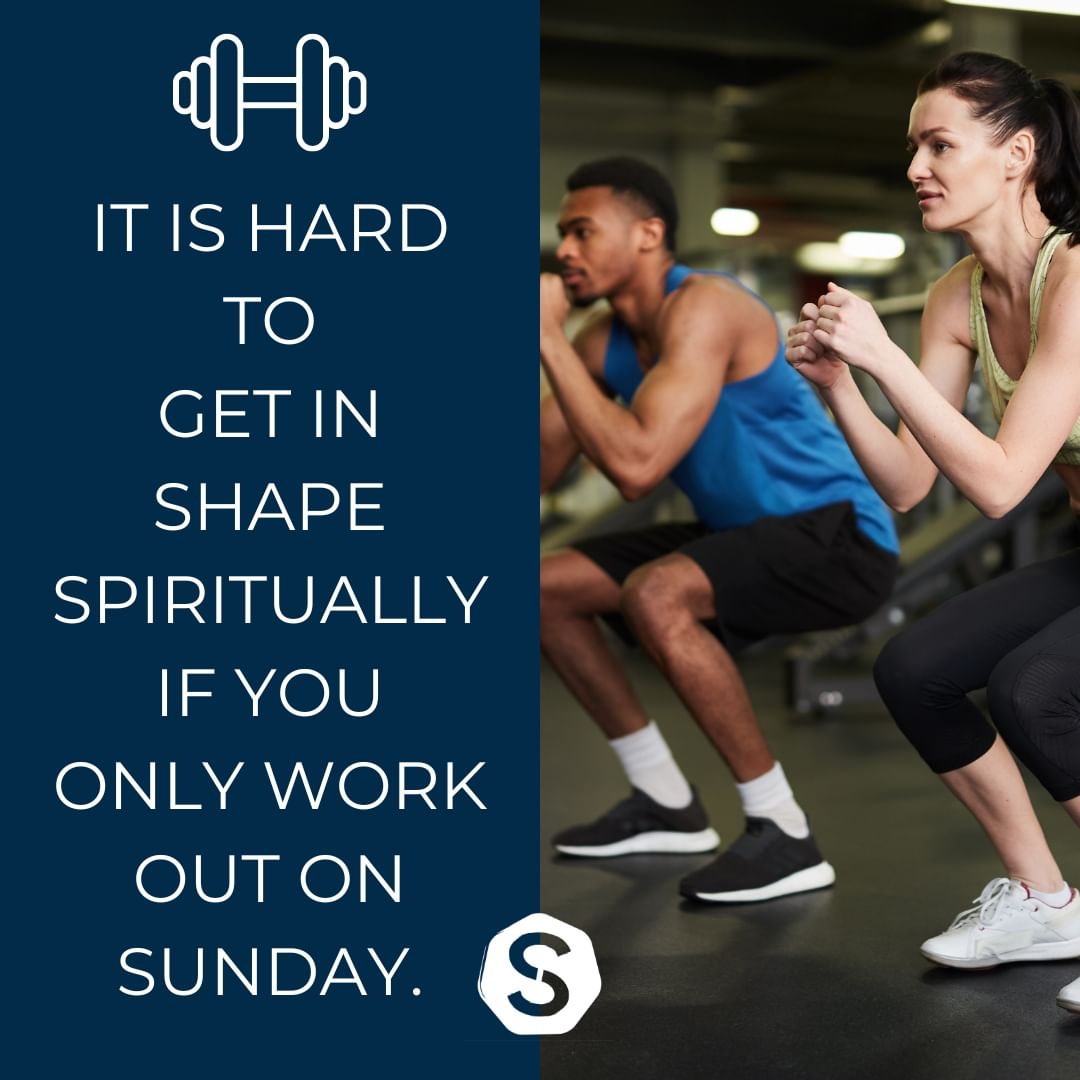 IT IS HARD
TO
GET IN
SHAPE
SPIRITUALLY
IF YOU
ONLY WORK
OUT ON
SUNDAY.
S